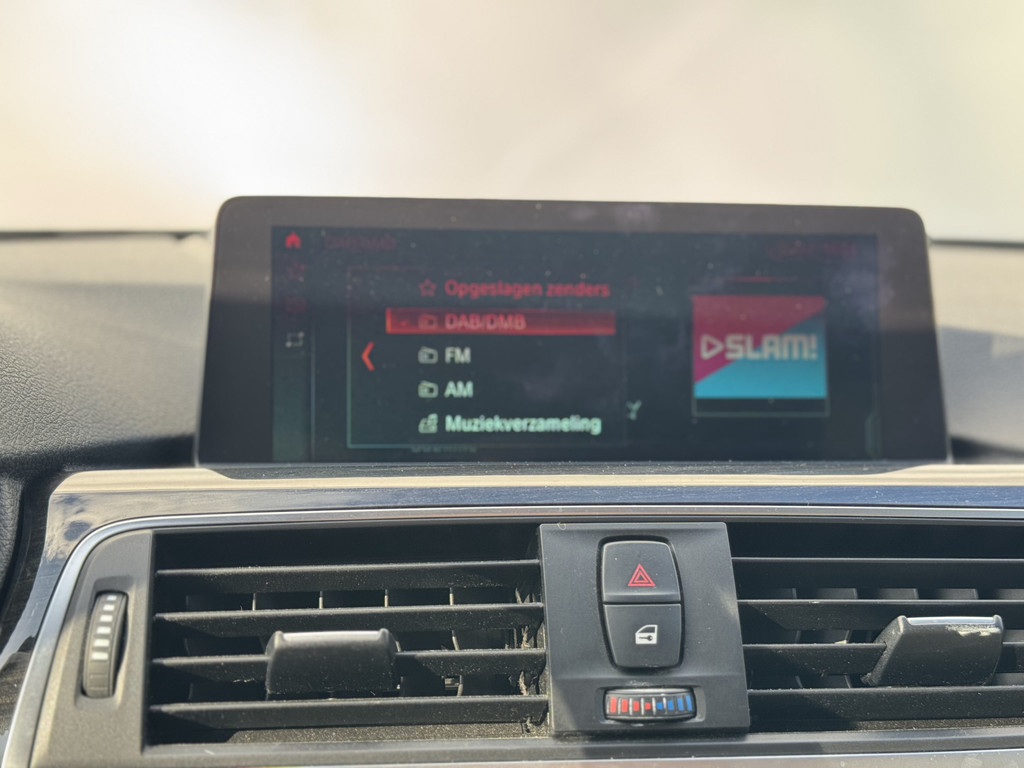 Opgeslagen zenders
DAB/DMB
FM
AM
Muziekverzameling
SLAM!